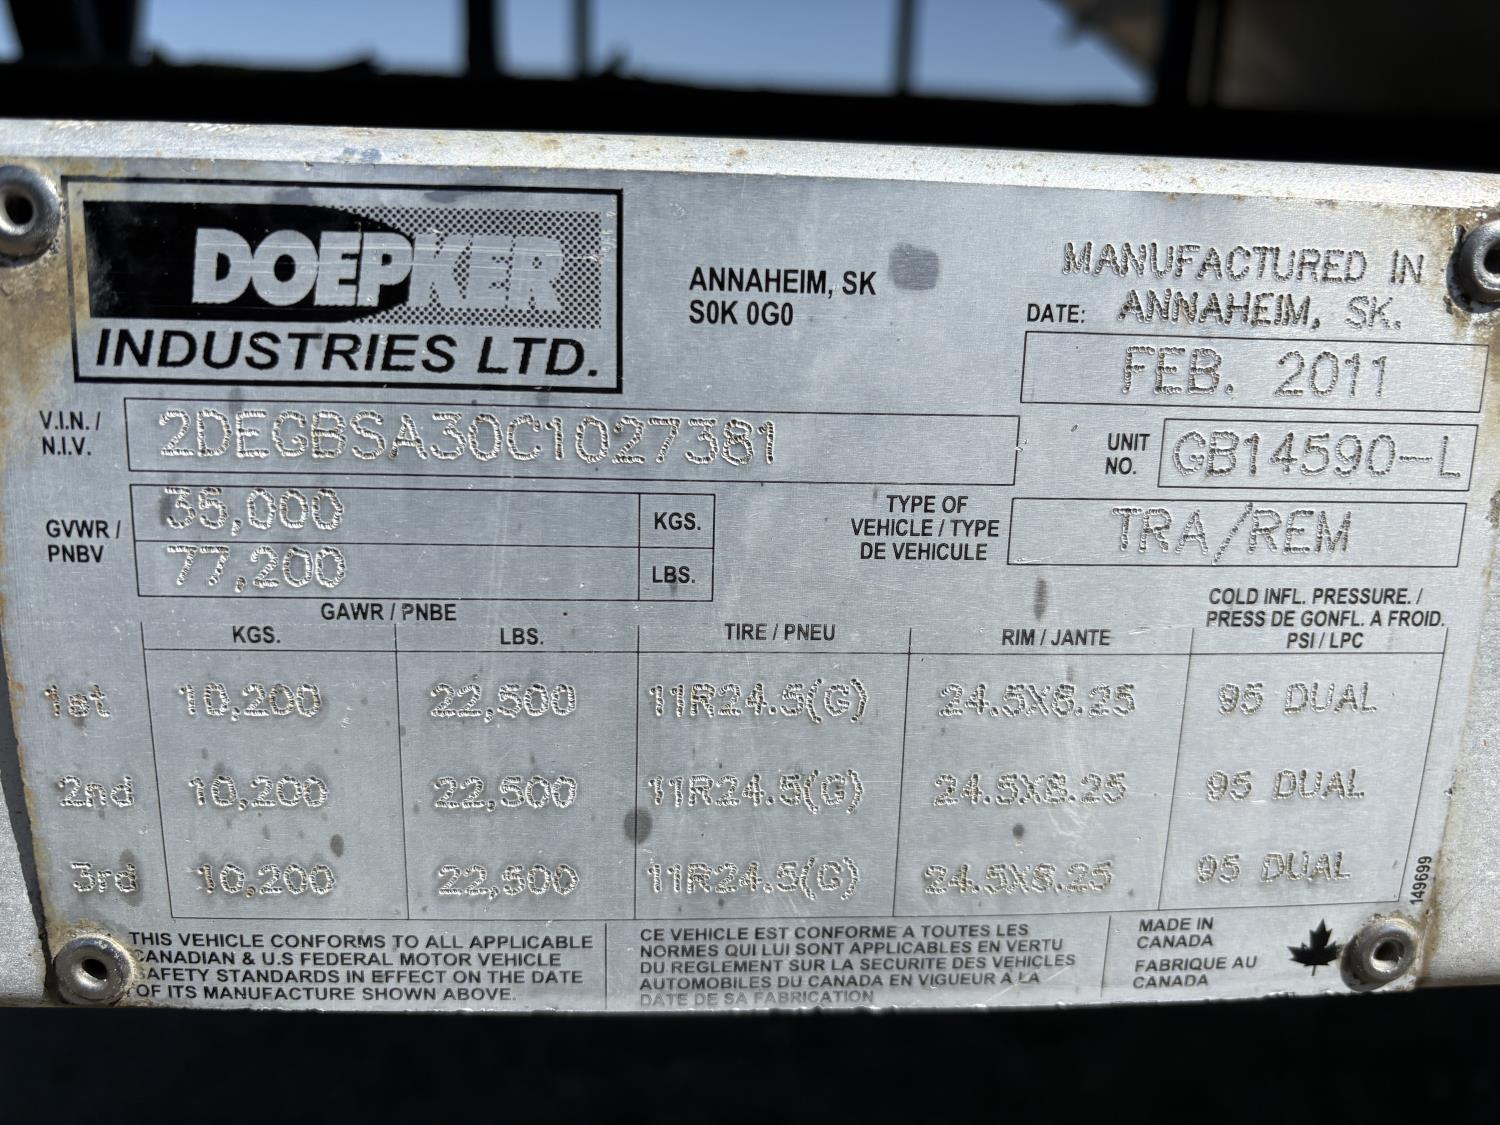 DOEPKER
INDUSTRIES LTD.
ANNAHEIM, SK
S0K 0G0
MANUFACTURED IN
DATE: ANNAHEIM, SK.
FEB. 2011
V.I.N. /
N.I.V.
2DEGBSA30C1027381
UNIT
NO.
GB14590-L
GVWR /
PNBV
35,000 KGS.
77,200 LBS.
TYPE OF
VEHICLE / TYPE
DE VEHICULE
TRA/REM
GAWR / PNBE
KGS. LBS. TIRE / PNEU RIM / JANTE
COLD INFL. PRESSURE. /
PRESS DE GONFL. A FROID.
PSI / LPC
1st 10,200 22,500 11R24.5(G) 24.5X8.25 95 DUAL
2nd 10,200 22,500 11R24.5(G) 24.5X8.25 95 DUAL
3rd 10,200 22,500 11R24.5(G) 24.5X8.25 95 DUAL
149699
THIS VEHICLE CONFORMS TO ALL APPLICABLE
CANADIAN & U.S FEDERAL MOTOR VEHICLE
SAFETY STANDARDS IN EFFECT ON THE DATE
OF ITS MANUFACTURE SHOWN ABOVE.
CE VEHICLE EST CONFORME A TOUTES LES
NORMES QUI LUI SONT APPLICABLES EN VERTU
DU REGLEMENT SUR LA SECURITE DES VEHICLES
AUTOMOBILES DU CANADA EN VIGUEUR A LA
DATE DE SA FABRICATION
MADE IN
CANADA
FABRIQUE AU
CANADA